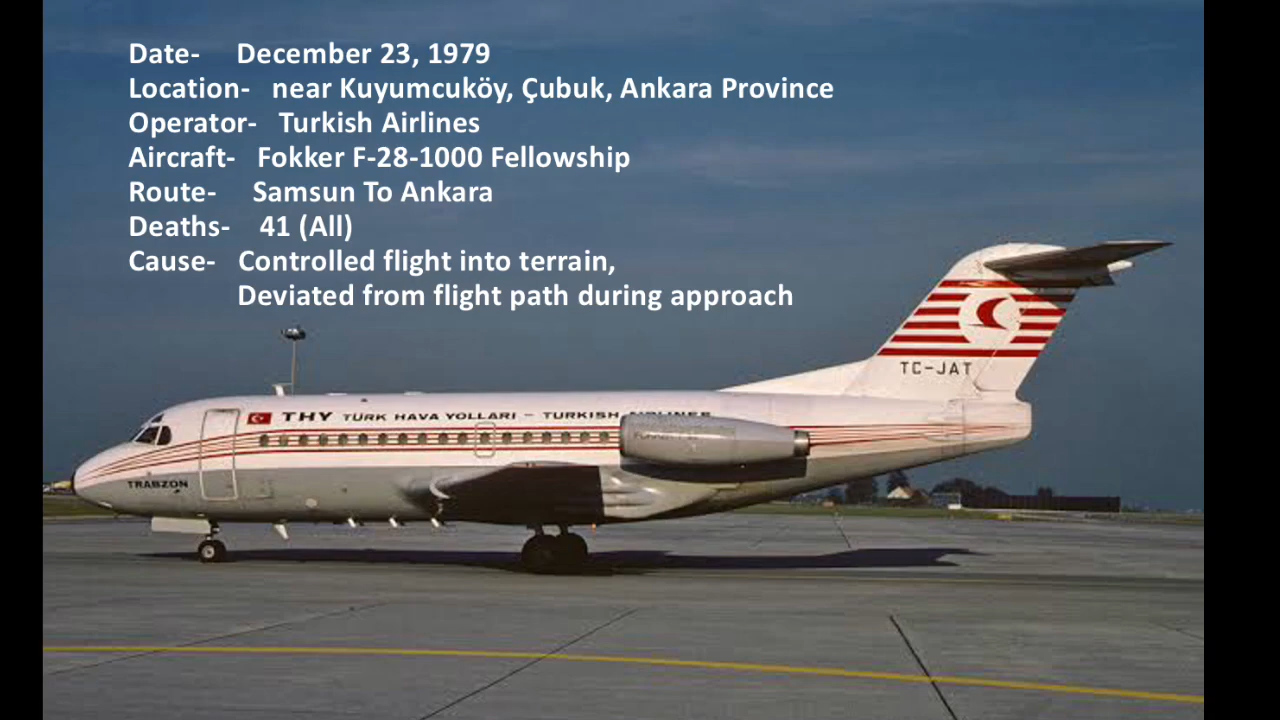 Date- December 23, 1979
Location- near Kuyumcuköy, Çubuk, Ankara Province
Operator- Turkish Airlines
Aircraft- Fokker F-28-1000 Fellowship
Route- Samsun To Ankara
Deaths- 41 (All)
Cause- Controlled flight into terrain,
Deviated from flight path during approach
TC-JAT
THY TÜRK HAVA YOLLARI - TURKISH AIRLINES
TRABZON